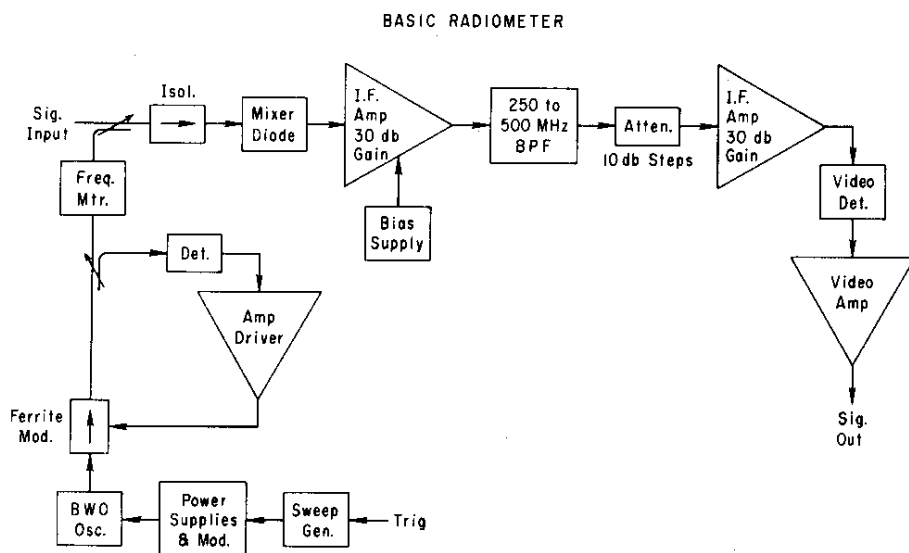 BASIC RADIOMETER
Sig.
Input
Isol.
Mixer
Diode
I.F.
Amp
30 db
Gain
250 to
500 MHz
8PF
Atten.
10 db Steps
I.F.
Amp
30 db
Gain
Freq.
Mtr.
Bias
Supply
Video
Det.
Det.
Amp
Driver
Video
Amp
Ferrite
Mod.
Sig.
Out
BWO
Osc.
Power
Supplies
& Mod.
Sweep
Gen.
Trig